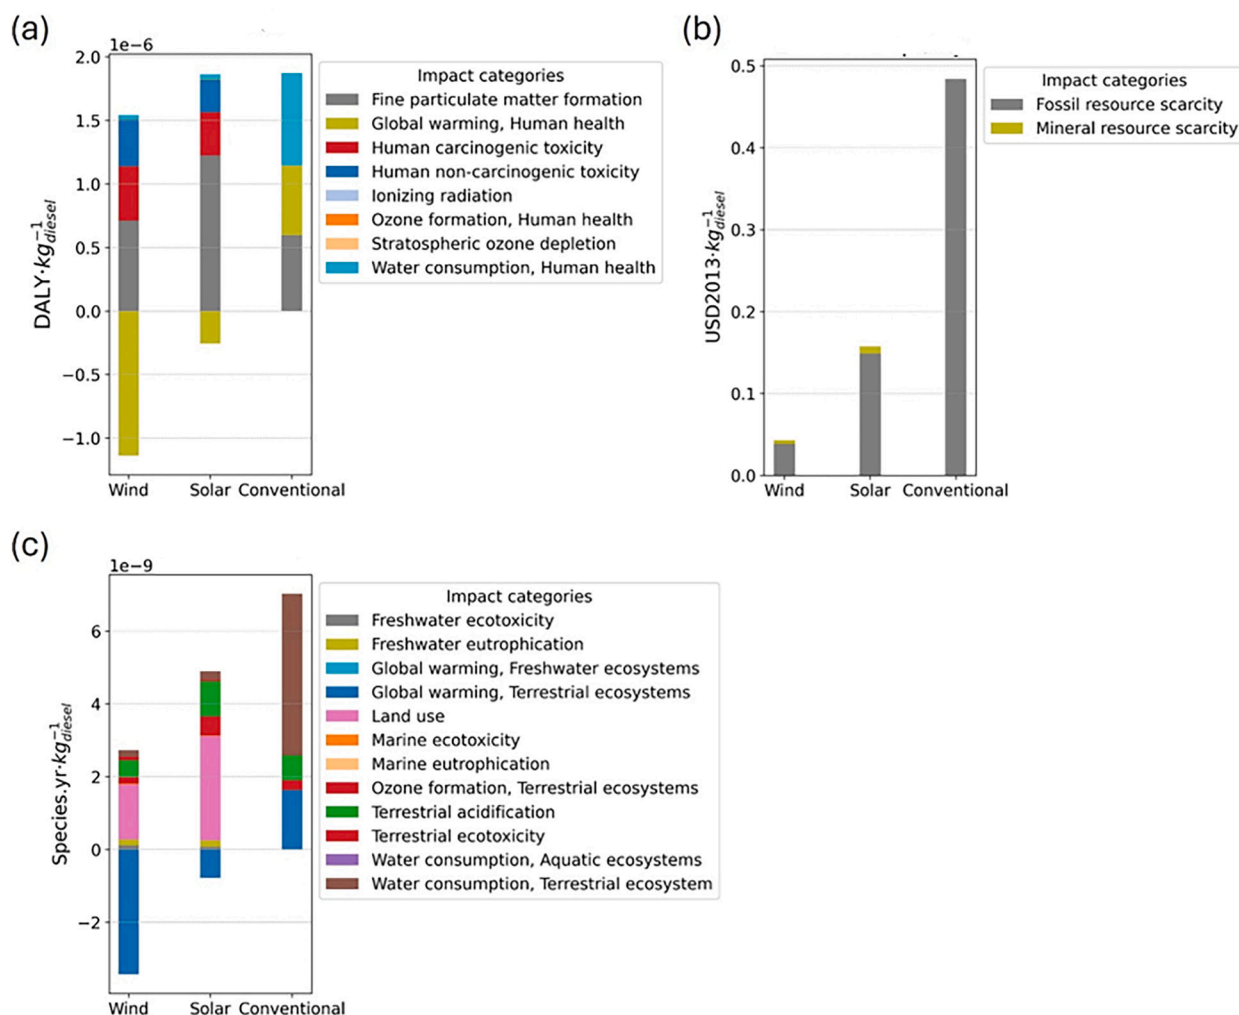 (a)
1e−6
2.0
1.5
1.0
0.5
0.0
−0.5
−1.0
DALY·kg⁻¹diesel
Wind Solar Conventional
Impact categories
Fine particulate matter formation
Global warming, Human health
Human carcinogenic toxicity
Human non-carcinogenic toxicity
Ionizing radiation
Ozone formation, Human health
Stratospheric ozone depletion
Water consumption, Human health
(b)
0.5
0.4
0.3
0.2
0.1
0.0
USD2013·kg⁻¹diesel
Wind Solar Conventional
Impact categories
Fossil resource scarcity
Mineral resource scarcity
(c)
1e−9
6
4
2
0
−2
Species.yr·kg⁻¹diesel
Wind Solar Conventional
Impact categories
Freshwater ecotoxicity
Freshwater eutrophication
Global warming, Freshwater ecosystems
Global warming, Terrestrial ecosystems
Land use
Marine ecotoxicity
Marine eutrophication
Ozone formation, Terrestrial ecosystems
Terrestrial acidification
Terrestrial ecotoxicity
Water consumption, Aquatic ecosystems
Water consumption, Terrestrial ecosystem